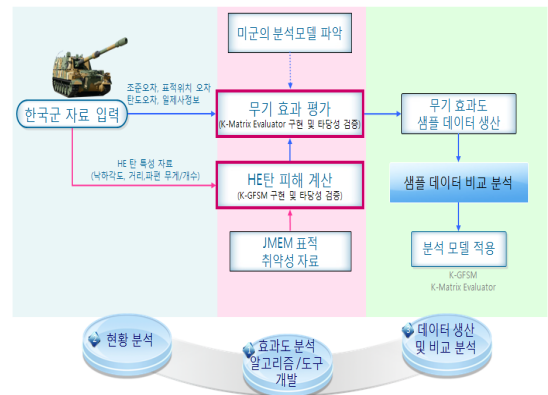 미군의 분석모델 파악
조준오차, 표적위치 오차
탄도오차, 일제사정보
한국군 자료 입력
무기 효과 평가
(K-Matrix Evaluator 구현 및 타당성 검증)
무기 효과도
샘플 데이터 생산
HE 탄 특성 자료
(낙하각도, 거리,파편 무게/개수)
HE탄 피해 계산
(K-GFSM 구현 및 타당성 검증)
샘플 데이터 비교 분석
JMEM 표적
취약성 자료
분석 모델 적용
K-GFSM
K-Matrix Evaluator
현황 분석
효과도 분석
알고리즘 /도구
개발
데이터 생산
및 비교 분석